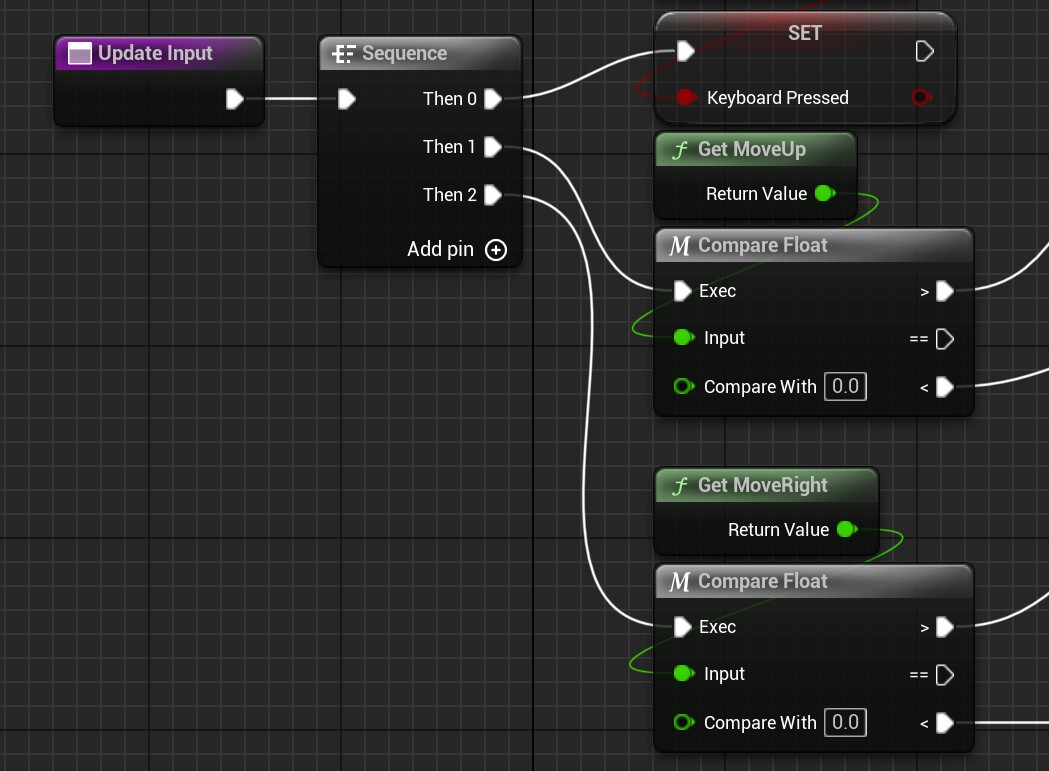 Update Input
Sequence
Then 0
Then 1
Then 2
Add pin
SET
Keyboard Pressed
Get MoveUp
Return Value
Compare Float
Exec >
Input ==
Compare With 0.0 <
Get MoveRight
Return Value
Compare Float
Exec >
Input ==
Compare With 0.0 <